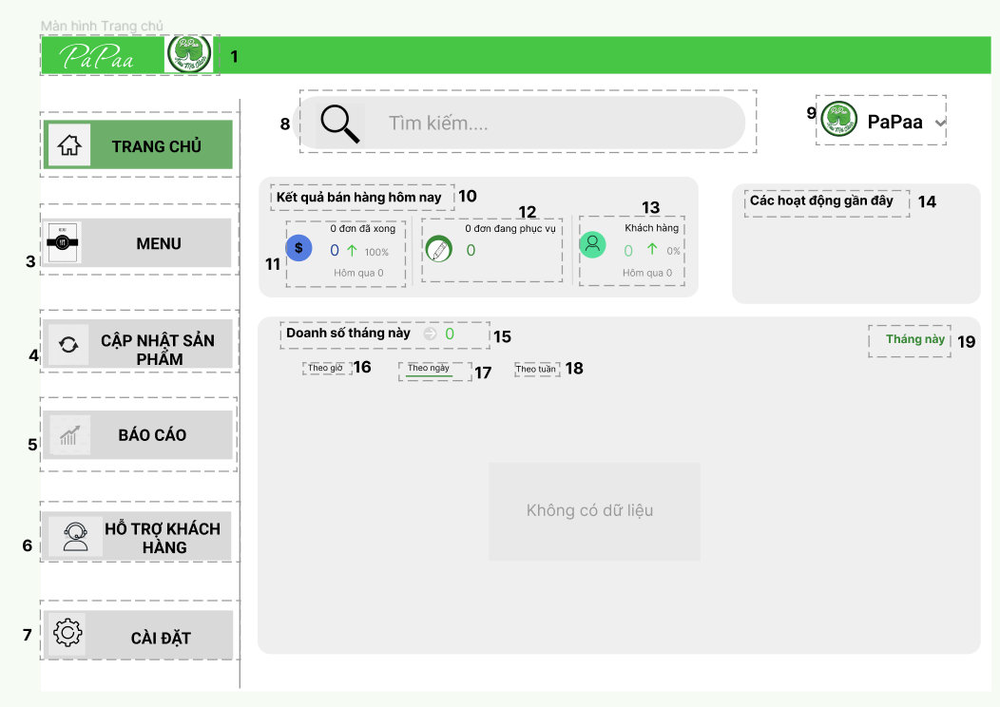 Màn hình Trang chủ
PaPaa
PaPaa
1
8
Tìm kiếm....
9
PaPaa
TRANG CHỦ
Kết quả bán hàng hôm nay
10
12
13
Các hoạt động gần đây
14
0 đơn đã xong
0 đơn đang phục vụ
Khách hàng
11
$
0
100%
0
0
0%
Hôm qua 0
Hôm qua 0
3
MENU
Doanh số tháng này
0
15
Tháng này
19
Theo giờ
16
Theo ngày
17
Theo tuần
18
4
CẬP NHẬT SẢN
PHẨM
5
BÁO CÁO
Không có dữ liệu
6
HỖ TRỢ KHÁCH
HÀNG
7
CÀI ĐẶT